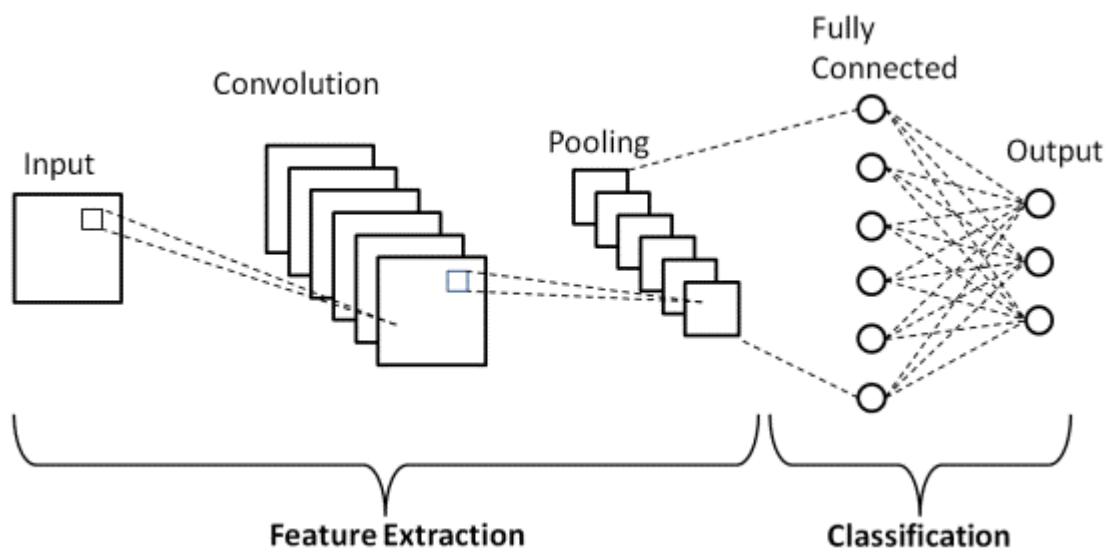 Input
Convolution
Pooling
Fully
Connected
Output
Feature Extraction
Classification